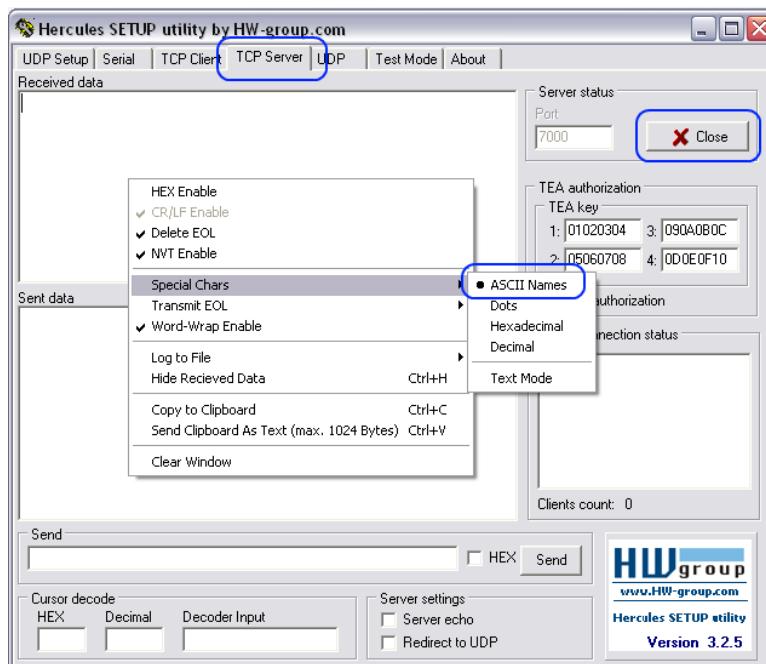 Hercules SETUP utility by HW-group.com
UDP Setup Serial TCP Client TCP Server UDP Test Mode About
Received data
Server status
Port
7000
Close
TEA authorization
TEA key
1: 01020304 3: 090A0B0C
2: 05060708 4: 0D0E0F10
authorization
nection status
HEX Enable
CR/LF Enable
Delete EOL
NVT Enable
Special Chars
Transmit EOL
Word-Wrap Enable
Log to File
Hide Recieved Data Ctrl+H
Copy to Clipboard Ctrl+C
Send Clipboard As Text (max. 1024 Bytes) Ctrl+V
Clear Window
ASCII Names
Dots
Hexadecimal
Decimal
Text Mode
Sent data
Clients count: 0
Send
HEX Send
Cursor decode
HEX Decimal Decoder Input
Server settings
Server echo
Redirect to UDP
HW group
www.HW-group.com
Hercules SETUP utility
Version 3.2.5